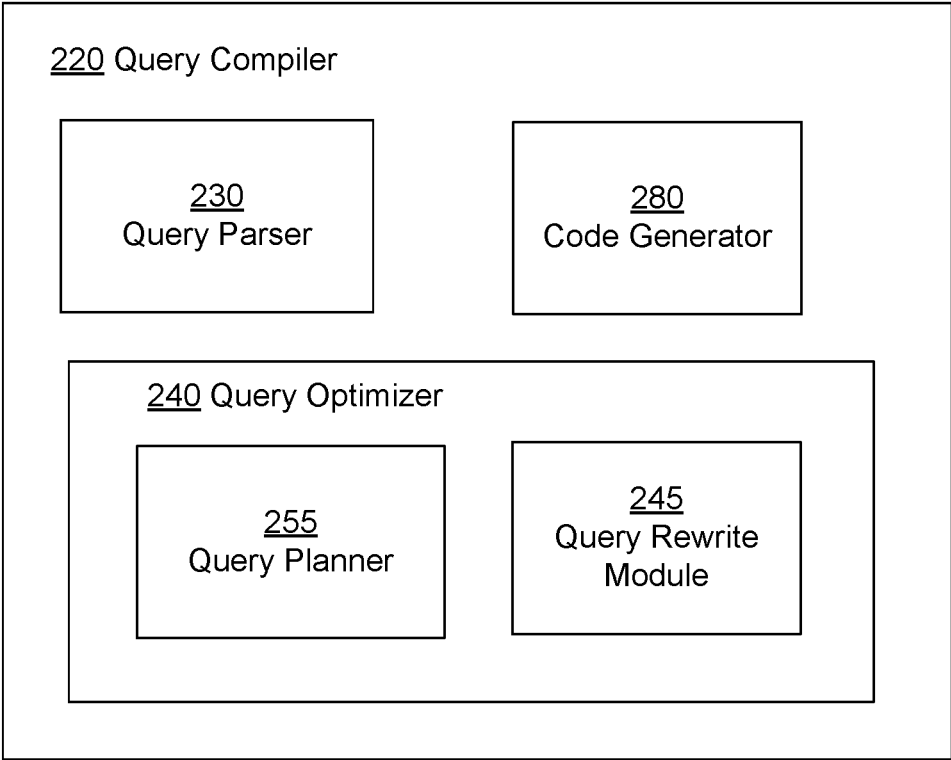 220 Query Compiler
230
Query Parser
280
Code Generator
240 Query Optimizer
255
Query Planner
245
Query Rewrite
Module